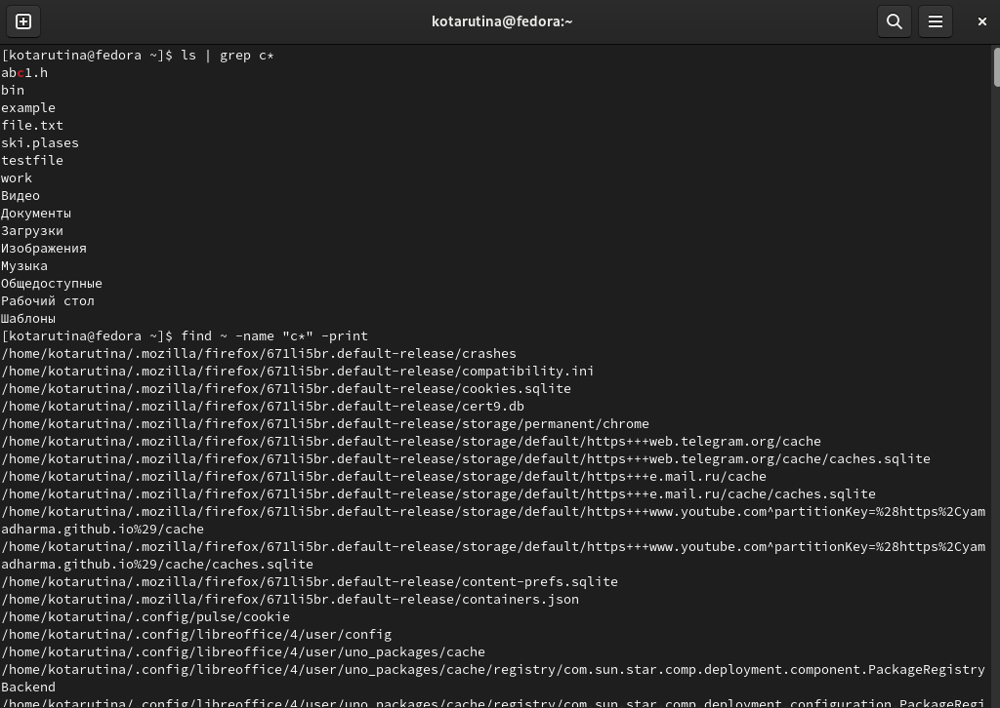 kotarutina@fedora:~
[kotarutina@fedora ~]$ ls | grep c*
abc1.h
bin
example
file.txt
ski.plases
testfile
work
Видео
Документы
Загрузки
Изображения
Музыка
Общедоступные
Рабочий стол
Шаблоны
[kotarutina@fedora ~]$ find ~ -name "c*" -print
/home/kotarutina/.mozilla/firefox/671li5br.default-release/crashes
/home/kotarutina/.mozilla/firefox/671li5br.default-release/compatibility.ini
/home/kotarutina/.mozilla/firefox/671li5br.default-release/cookies.sqlite
/home/kotarutina/.mozilla/firefox/671li5br.default-release/cert9.db
/home/kotarutina/.mozilla/firefox/671li5br.default-release/storage/permanent/chrome
/home/kotarutina/.mozilla/firefox/671li5br.default-release/storage/default/https+++web.telegram.org/cache
/home/kotarutina/.mozilla/firefox/671li5br.default-release/storage/default/https+++web.telegram.org/cache/caches.sqlite
/home/kotarutina/.mozilla/firefox/671li5br.default-release/storage/default/https+++e.mail.ru/cache
/home/kotarutina/.mozilla/firefox/671li5br.default-release/storage/default/https+++e.mail.ru/cache/caches.sqlite
/home/kotarutina/.mozilla/firefox/671li5br.default-release/storage/default/https+++www.youtube.com^partitionKey=%28https%2Cyam
adharma.github.io%29/cache
/home/kotarutina/.mozilla/firefox/671li5br.default-release/storage/default/https+++www.youtube.com^partitionKey=%28https%2Cyam
adharma.github.io%29/cache/caches.sqlite
/home/kotarutina/.mozilla/firefox/671li5br.default-release/content-prefs.sqlite
/home/kotarutina/.mozilla/firefox/671li5br.default-release/containers.json
/home/kotarutina/.config/pulse/cookie
/home/kotarutina/.config/libreoffice/4/user/config
/home/kotarutina/.config/libreoffice/4/user/uno_packages/cache
/home/kotarutina/.config/libreoffice/4/user/uno_packages/cache/registry/com.sun.star.comp.deployment.component.PackageRegistry
Backend
/home/kotarutina/.config/libreoffice/4/user/uno_packages/cache/registry/com.sun.star.comp.deployment.configuration.PackageRegi